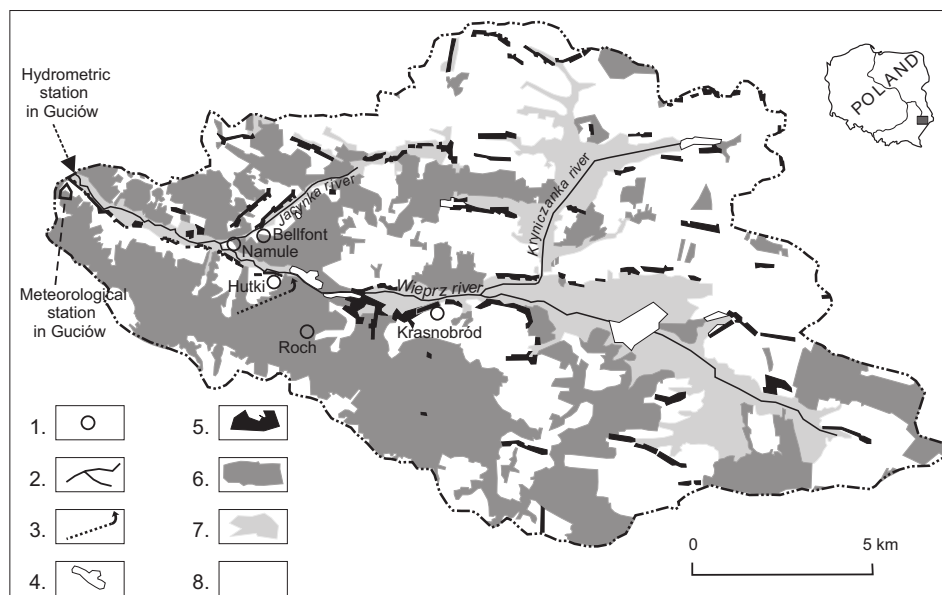 Hydrometric
station
in Guciów
POLAND
Jacynka river
Bellfont
Namule
Kryniczanka river
Hutki
Wieprz river
Meteorological
station
in Guciów
Krasnobród
Roch
1.
2.
3.
4.
5.
6.
7.
8.
0
5 km